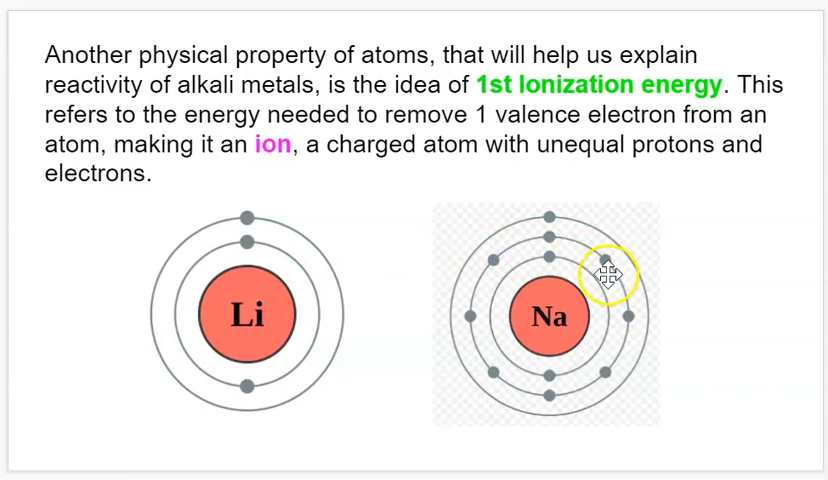 Another physical property of atoms, that will help us explain
reactivity of alkali metals, is the idea of 1st Ionization energy. This
refers to the energy needed to remove 1 valence electron from an
atom, making it an ion, a charged atom with unequal protons and
electrons.
Li
Na